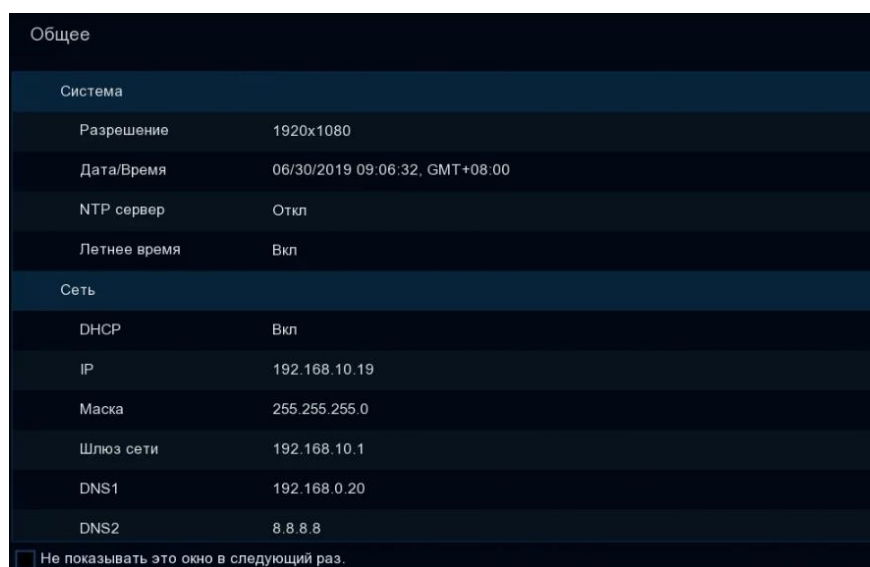 Общее
Система
Разрешение 1920x1080
Дата/Время 06/30/2019 09:06:32, GMT+08:00
NTP сервер Откл
Летнее время Вкл
Сеть
DHCP Вкл
IP 192.168.10.19
Маска 255.255.255.0
Шлюз сети 192.168.10.1
DNS1 192.168.0.20
DNS2 8.8.8.8
Не показывать это окно в следующий раз.